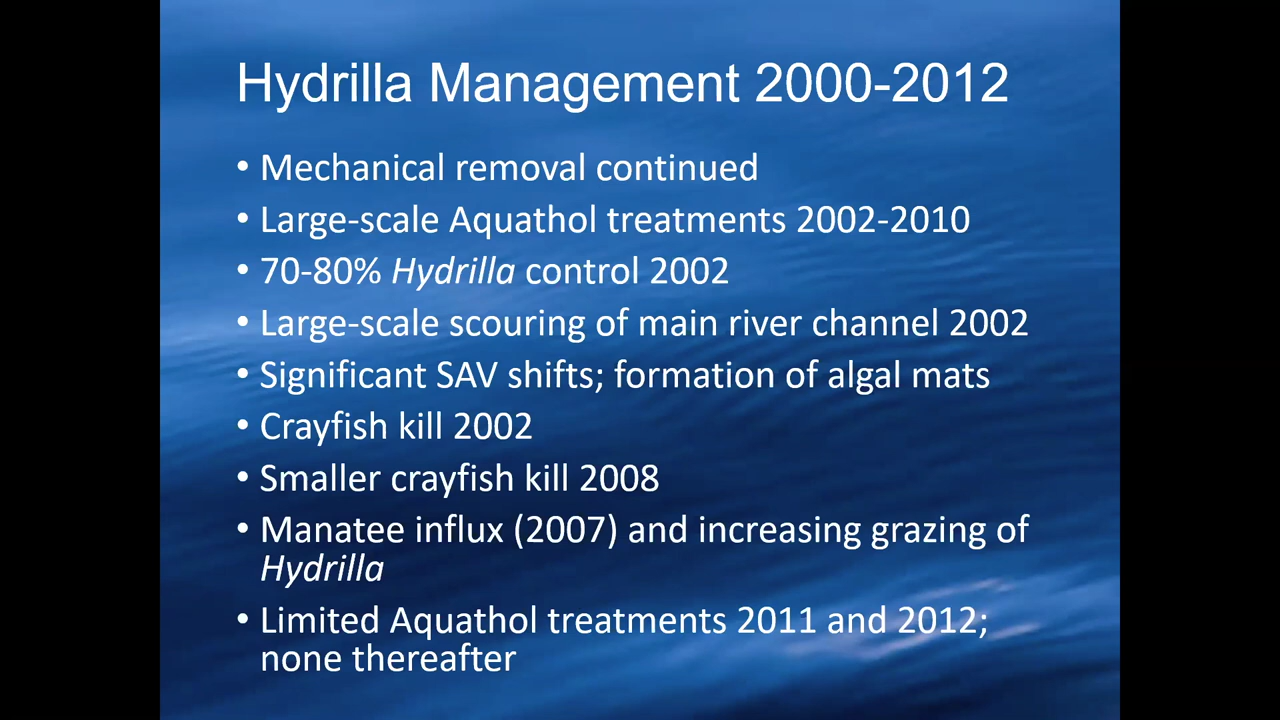 Hydrilla Management 2000-2012
• Mechanical removal continued
• Large-scale Aquathol treatments 2002-2010
• 70-80% Hydrilla control 2002
• Large-scale scouring of main river channel 2002
• Significant SAV shifts; formation of algal mats
• Crayfish kill 2002
• Smaller crayfish kill 2008
• Manatee influx (2007) and increasing grazing of
Hydrilla
• Limited Aquathol treatments 2011 and 2012;
none thereafter